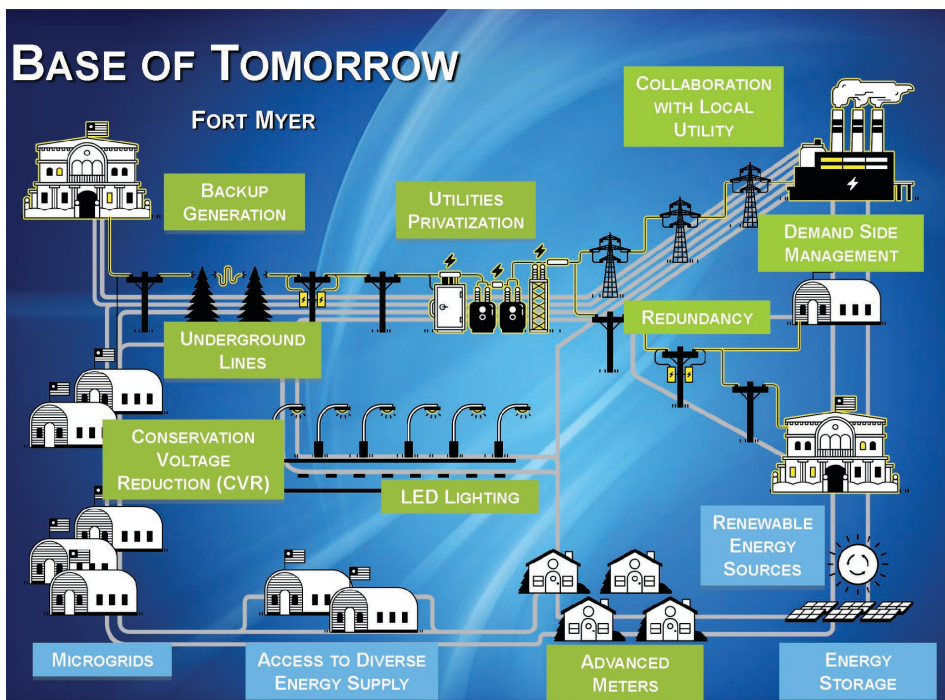 BASE OF TOMORROW
FORT MYER
COLLABORATION
WITH LOCAL
UTILITY
BACKUP
GENERATION
UTILITIES
PRIVATIZATION
DEMAND SIDE
MANAGEMENT
REDUNDANCY
UNDERGROUND
LINES
CONSERVATION
VOLTAGE
REDUCTION (CVR)
LED LIGHTING
RENEWABLE
ENERGY
SOURCES
MICROGRIDS
ACCESS TO DIVERSE
ENERGY SUPPLY
ADVANCED
METERS
ENERGY
STORAGE